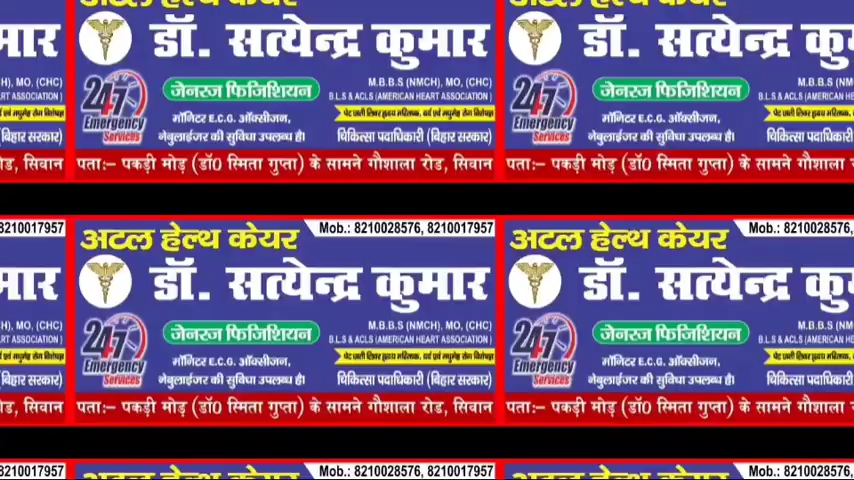 अटल हेल्थ केयर
Mob.: 8210028576, 8210017957
डॉ. सत्येन्द्र कुमार
24 7
Emergency
Services
जेनरज फिजिशियन
मॉनिटर E.C.G. ऑक्सीजन,
नेबुलाईजर की सुविधा उपलब्ध है।
M.B.B.S (NMCH), MO, (CHC)
B.L.S & ACLS (AMERICAN HEART ASSOCIATION )
चिकित्सा पदाधिकारी (बिहार सरकार)
पताः– पकड़ी मोड़ (डॉ0 स्मिता गुप्ता) के सामने गौशाला रोड, सिवान